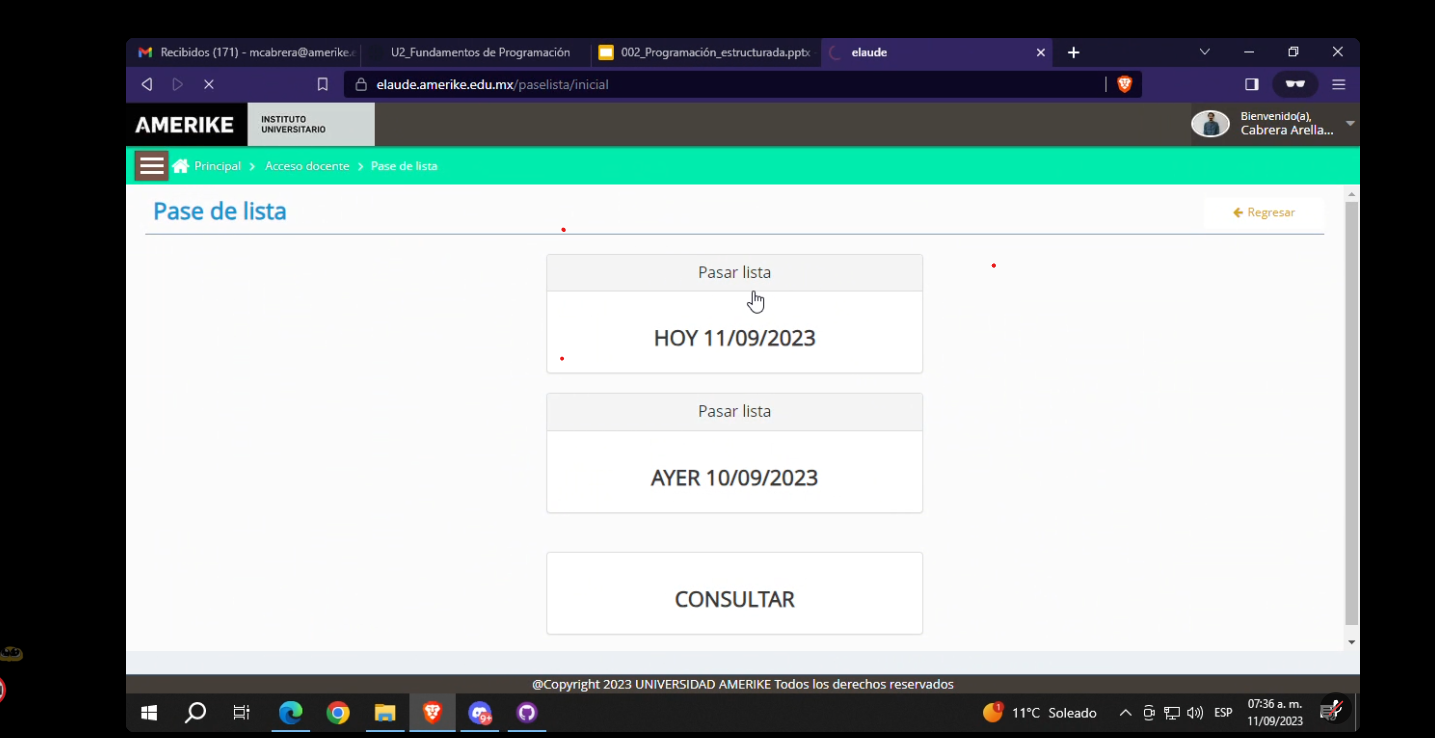 Recibidos (171) - mcabrera@amerike.e
U2_Fundamentos de Programación
002_Programación_estructurada.pptx
elaude
elaude.amerike.edu.mx/paselista/inicial
AMERIKE
INSTITUTO
UNIVERSITARIO
Bienvenido(a),
Cabrera Arella...
Principal > Acceso docente > Pase de lista
Pase de lista
Regresar
Pasar lista
HOY 11/09/2023
Pasar lista
AYER 10/09/2023
CONSULTAR
@Copyright 2023 UNIVERSIDAD AMERIKE Todos los derechos reservados
1
11°C Soleado
ESP
07:36 a. m.
11/09/2023
9+